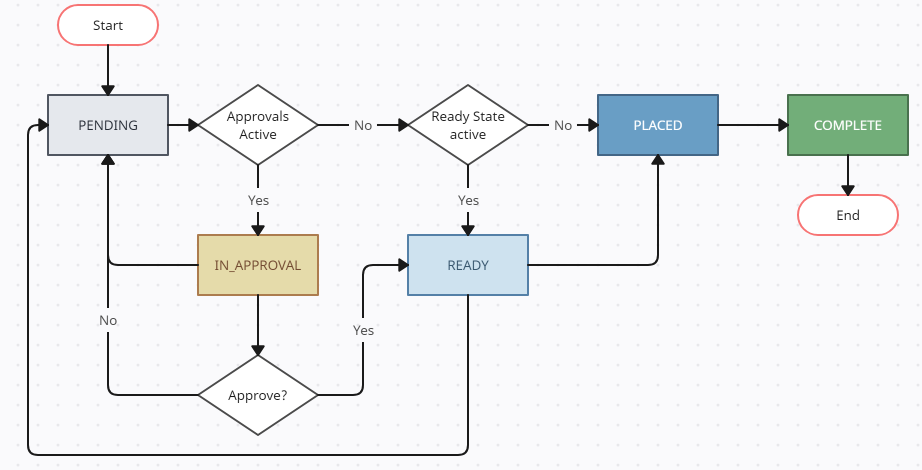 Start
PENDING
Approvals
Active
No
Ready State
active
No
PLACED
COMPLETE
Yes
Yes
End
IN_APPROVAL
READY
No
Yes
Approve?